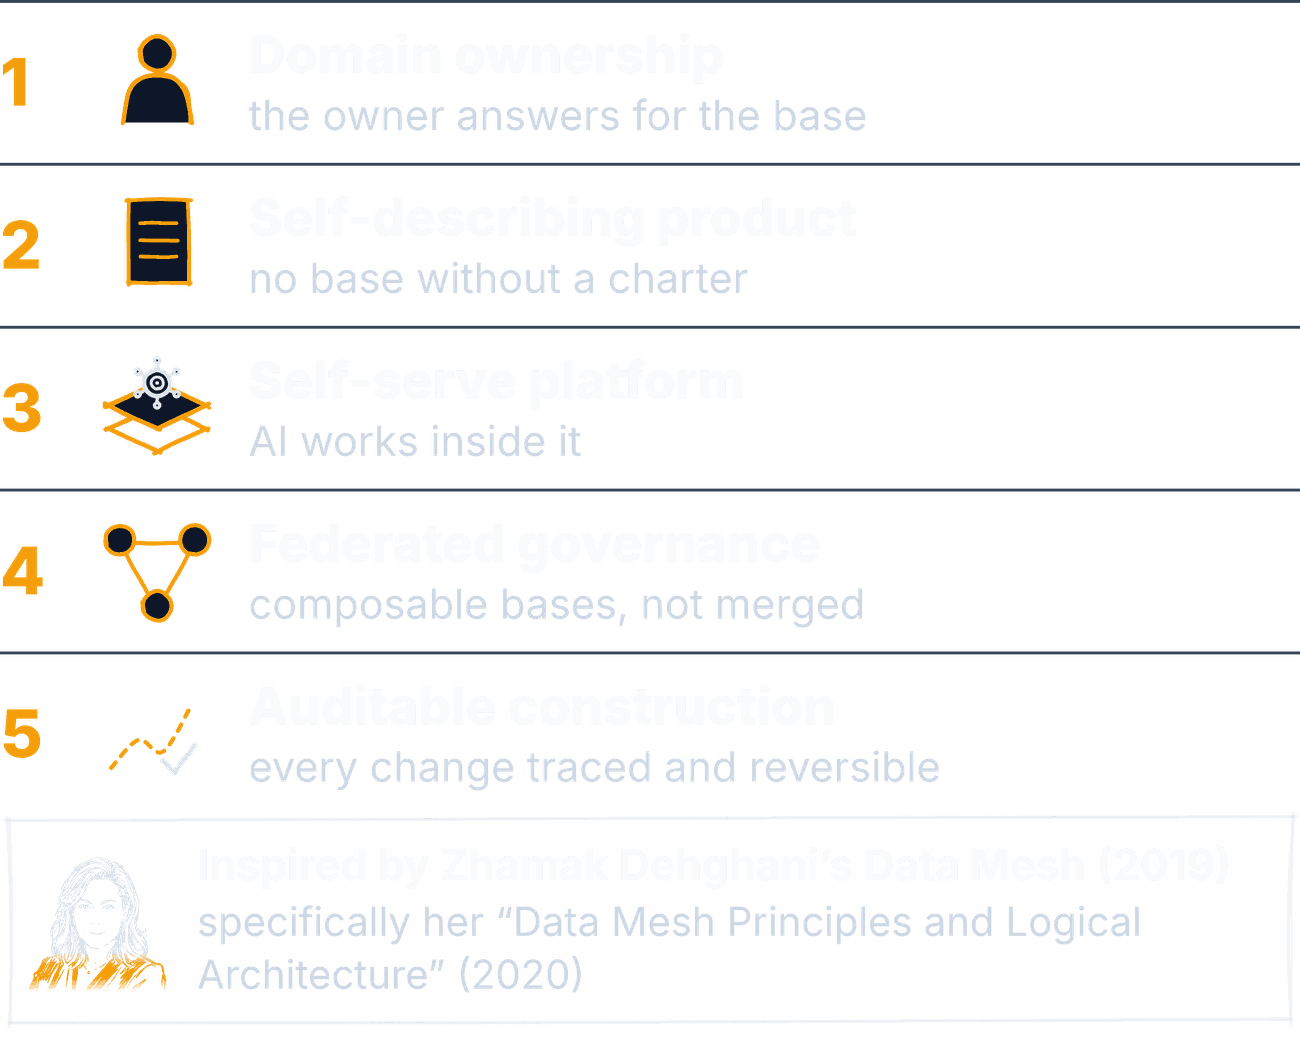 1
Domain ownership
the owner answers for the base
2
Self-describing product
no base without a charter
3
Self-serve platform
AI works inside it
4
Federated governance
composable bases, not merged
5
Auditable construction
every change traced and reversible
Inspired by Zhamak Dehghani’s Data Mesh (2019)
specifically her “Data Mesh Principles and Logical
Architecture” (2020)